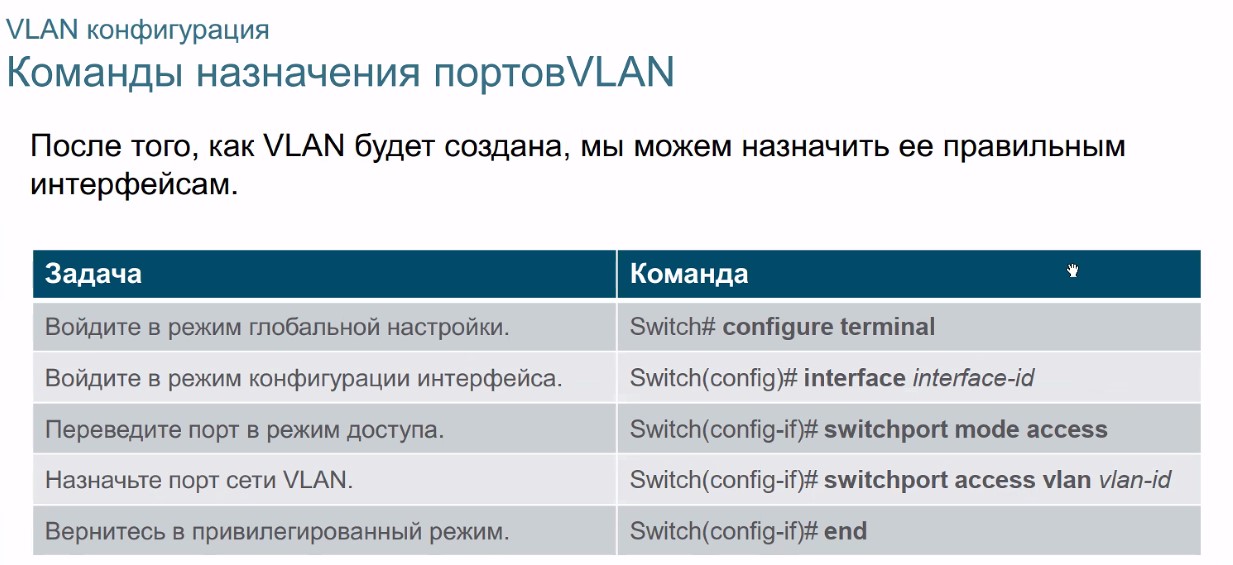 VLAN конфигурация
Команды назначения портовVLAN
После того, как VLAN будет создана, мы можем назначить ее правильным
интерфейсам.
Задача Команда
Войдите в режим глобальной настройки. Switch# configure terminal
Войдите в режим конфигурации интерфейса. Switch(config)# interface interface-id
Переведите порт в режим доступа. Switch(config-if)# switchport mode access
Назначьте порт сети VLAN. Switch(config-if)# switchport access vlan vlan-id
Вернитесь в привилегированный режим. Switch(config-if)# end